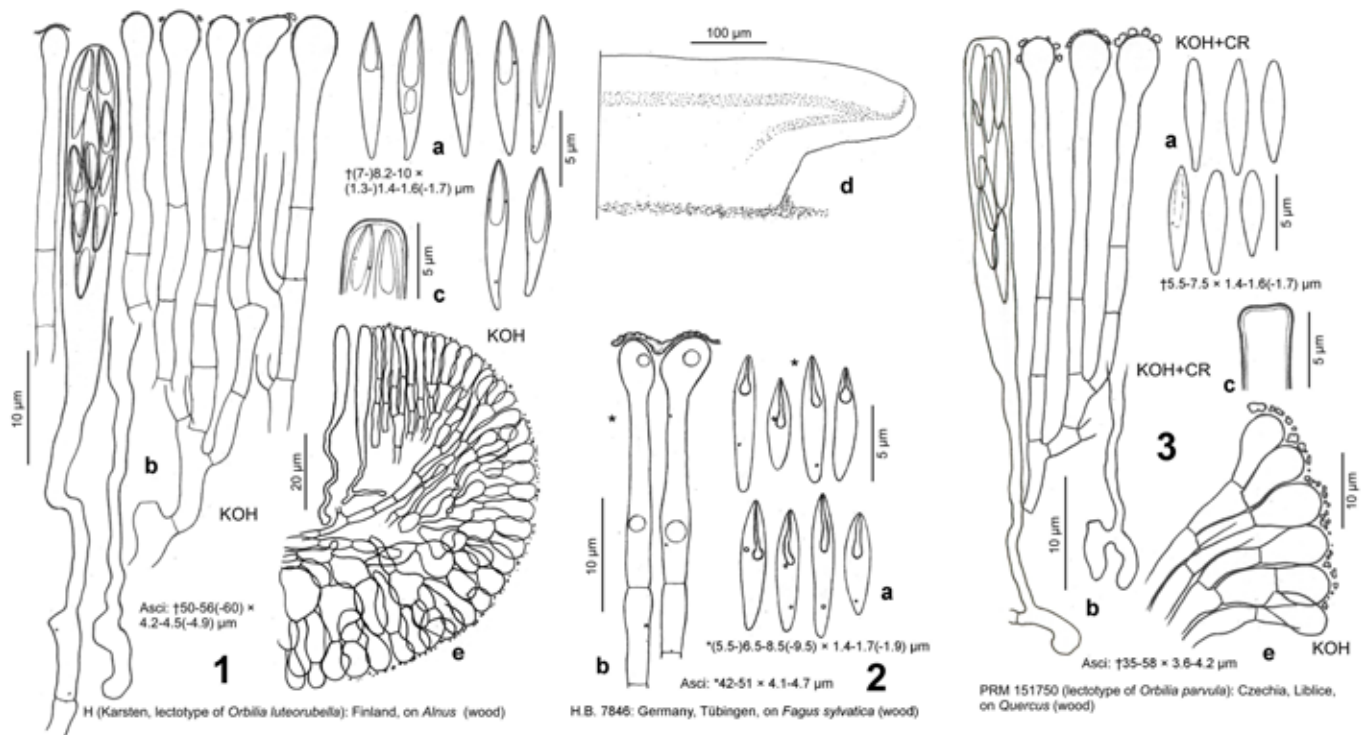 a
†(7-)8.2-10 ×
(1.3-)1.4-1.6(-1.7) µm
5 µm
c
5 µm
KOH
10 µm
b
KOH
20 µm
Asci: †50-56(-60) ×
4.2-4.5(-4.9) µm
1
e
H (Karsten, lectotype of Orbilia luteorubella): Finland, on Alnus (wood)
100 µm
d
*
*
5 µm
10 µm
a
*(5.5-)6.5-8.5(-9.5) × 1.4-1.7(-1.9) µm
b
Asci: *42-51 × 4.1-4.7 µm
2
H.B. 7846: Germany, Tübingen, on Fagus sylvatica (wood)
KOH+CR
a
5 µm
†5.5-7.5 × 1.4-1.6(-1.7) µm
KOH+CR
c
5 µm
3
10 µm
10 µm
b
e
KOH
Asci: †35-58 × 3.6-4.2 µm
PRM 151750 (lectotype of Orbilia parvula): Czechia, Liblice,
on Quercus (wood)